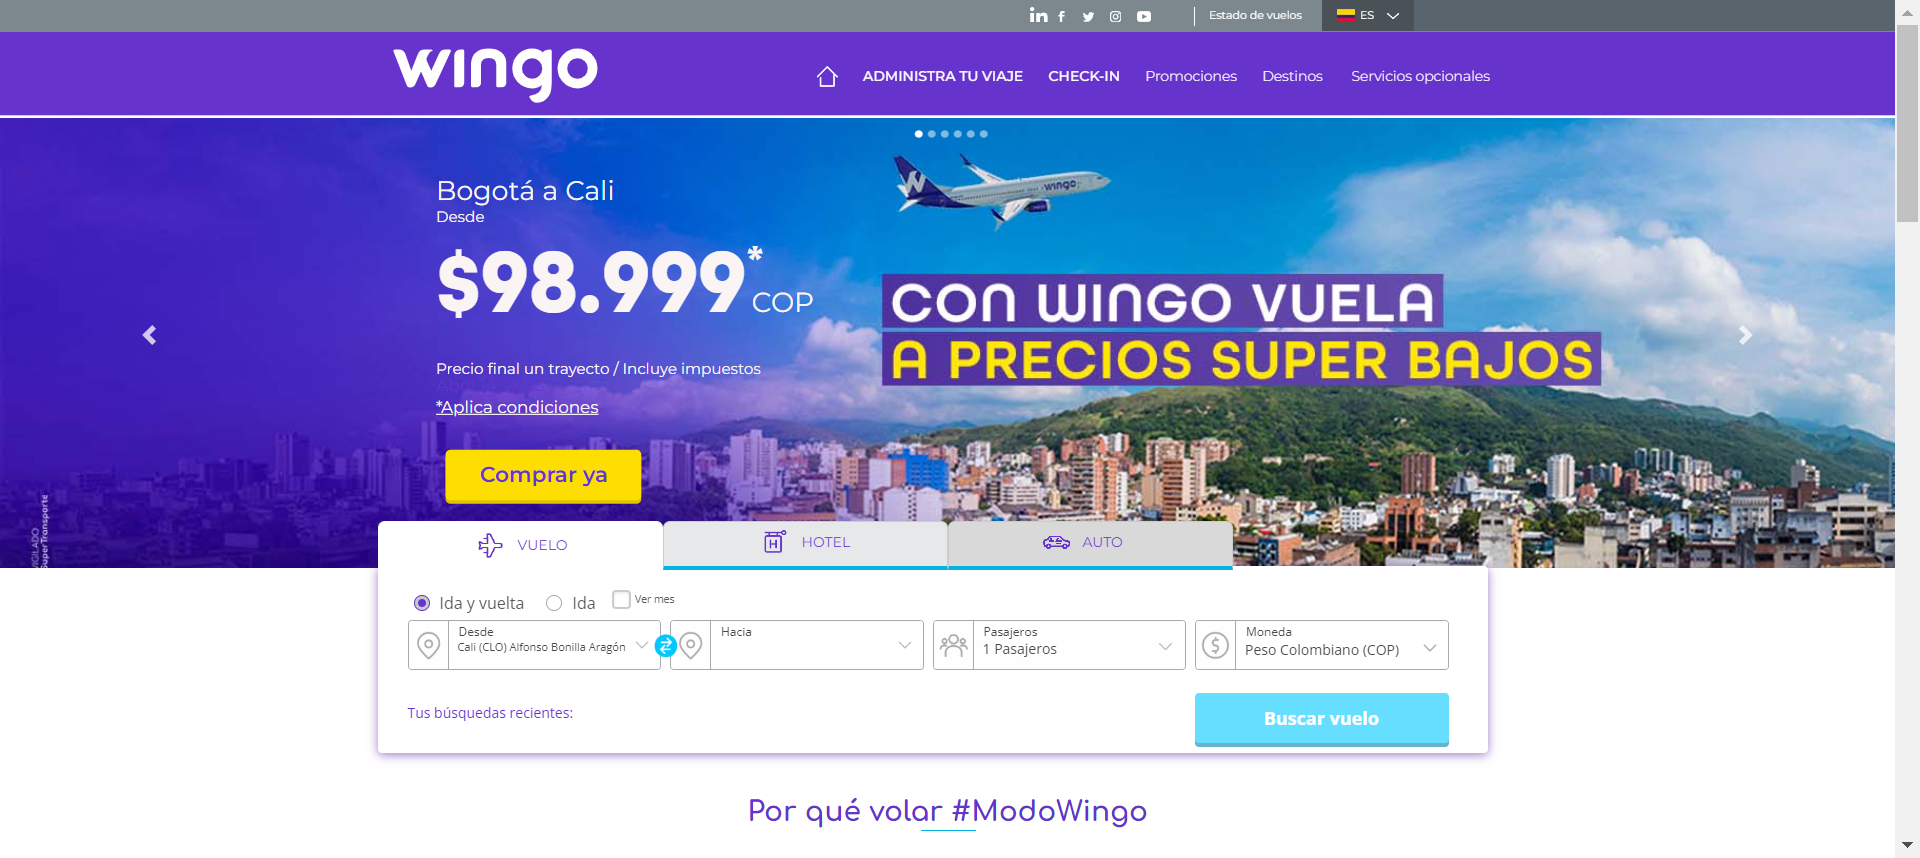 Estado de vuelos
ES
wingo
ADMINISTRA TU VIAJE
CHECK-IN
Promociones
Destinos
Servicios opcionales
Bogotá a Cali
Desde
$98.999*
COP
Precio final un trayecto / Incluye impuestos
*Aplica condiciones
Comprar ya
wingo
CON WINGO VUELA
A PRECIOS SUPER BAJOS
VIGILADO
SuperTransporte
VUELO
HOTEL
AUTO
Ida y vuelta
Ida
Ver mes
Desde
Cali (CLO) Alfonso Bonilla Aragón
Hacia
Pasajeros
1 Pasajeros
Moneda
Peso Colombiano (COP)
Tus búsquedas recientes:
Buscar vuelo
Por qué volar #ModoWingo